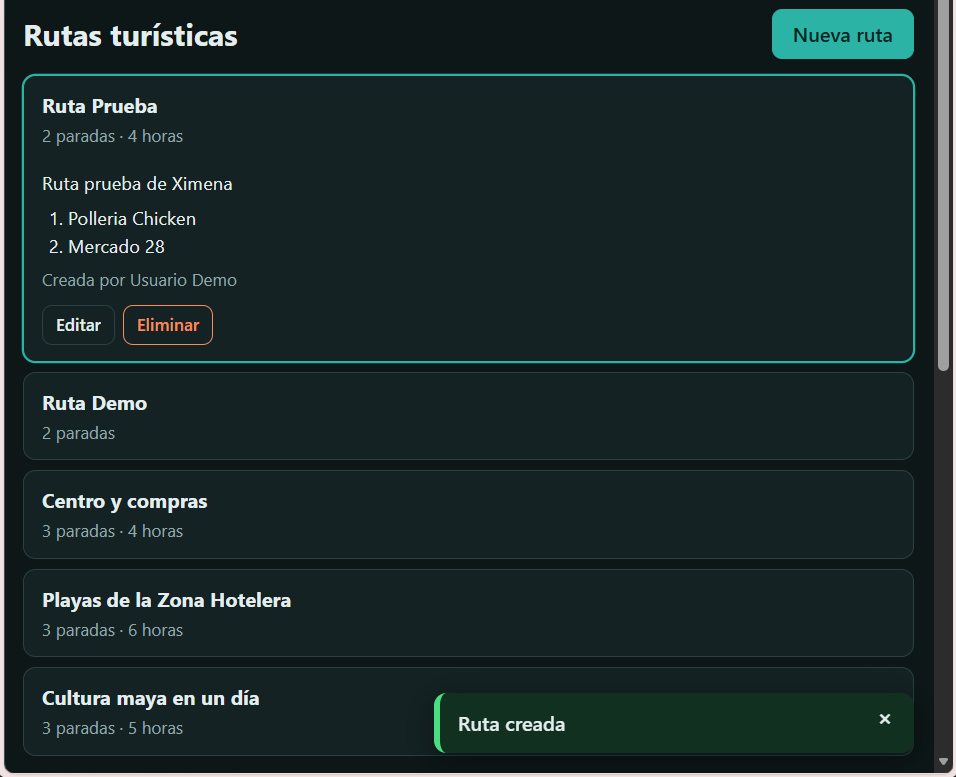 Rutas turísticas
Nueva ruta
Ruta Prueba
2 paradas · 4 horas
Ruta prueba de Ximena
1. Polleria Chicken
2. Mercado 28
Creada por Usuario Demo
Editar
Eliminar
Ruta Demo
2 paradas
Centro y compras
3 paradas · 4 horas
Playas de la Zona Hotelera
3 paradas · 6 horas
Cultura maya en un día
3 paradas · 5 horas
Ruta creada
×